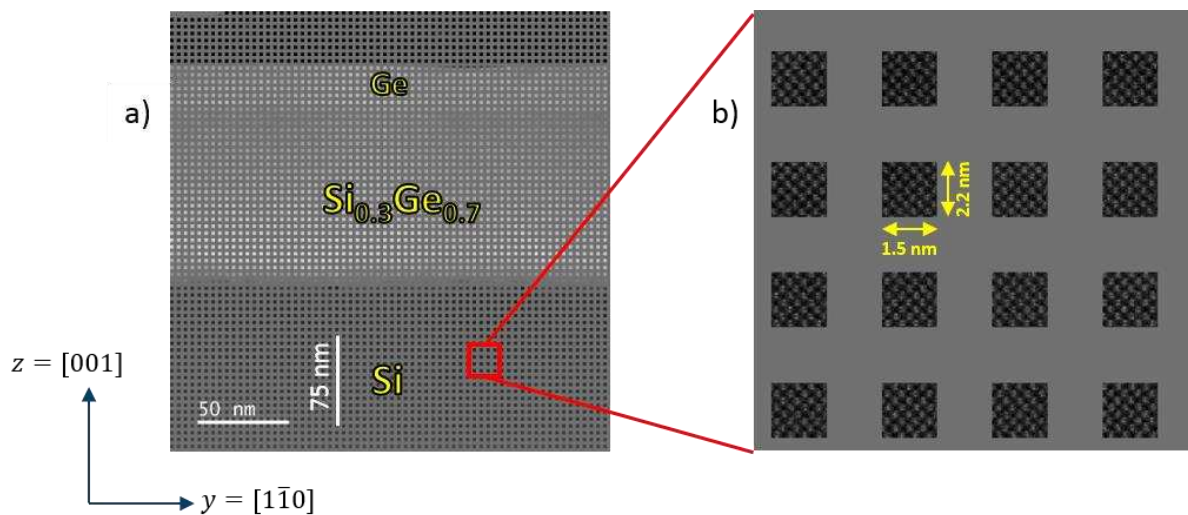 a)
Ge
Si₀.₃Ge₀.₇
Si
50 nm
75 nm
z = [001]
y = [11̅0]
b)
2.2 nm
1.5 nm